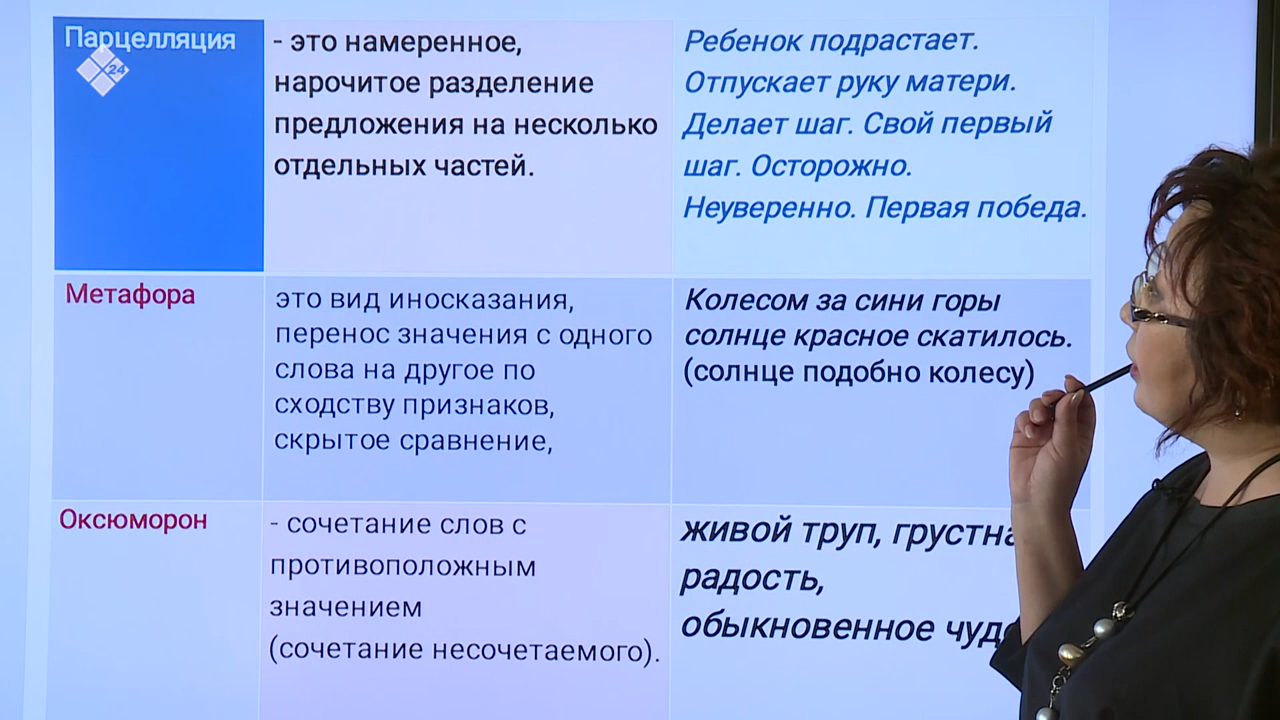 Парцелляция
24
- это намеренное,
нарочитое разделение
предложения на несколько
отдельных частей.
Ребенок подрастает.
Отпускает руку матери.
Делает шаг. Свой первый
шаг. Осторожно.
Неуверенно. Первая победа.
Метафора
это вид иносказания,
перенос значения с одного
слова на другое по
сходству признаков,
скрытое сравнение,
Колесом за сини горы
солнце красное скатилось.
(солнце подобно колесу)
Оксюморон
- сочетание слов с
противоположным
значением
(сочетание несочетаемого).
живой труп,
радость,
обыкновенное